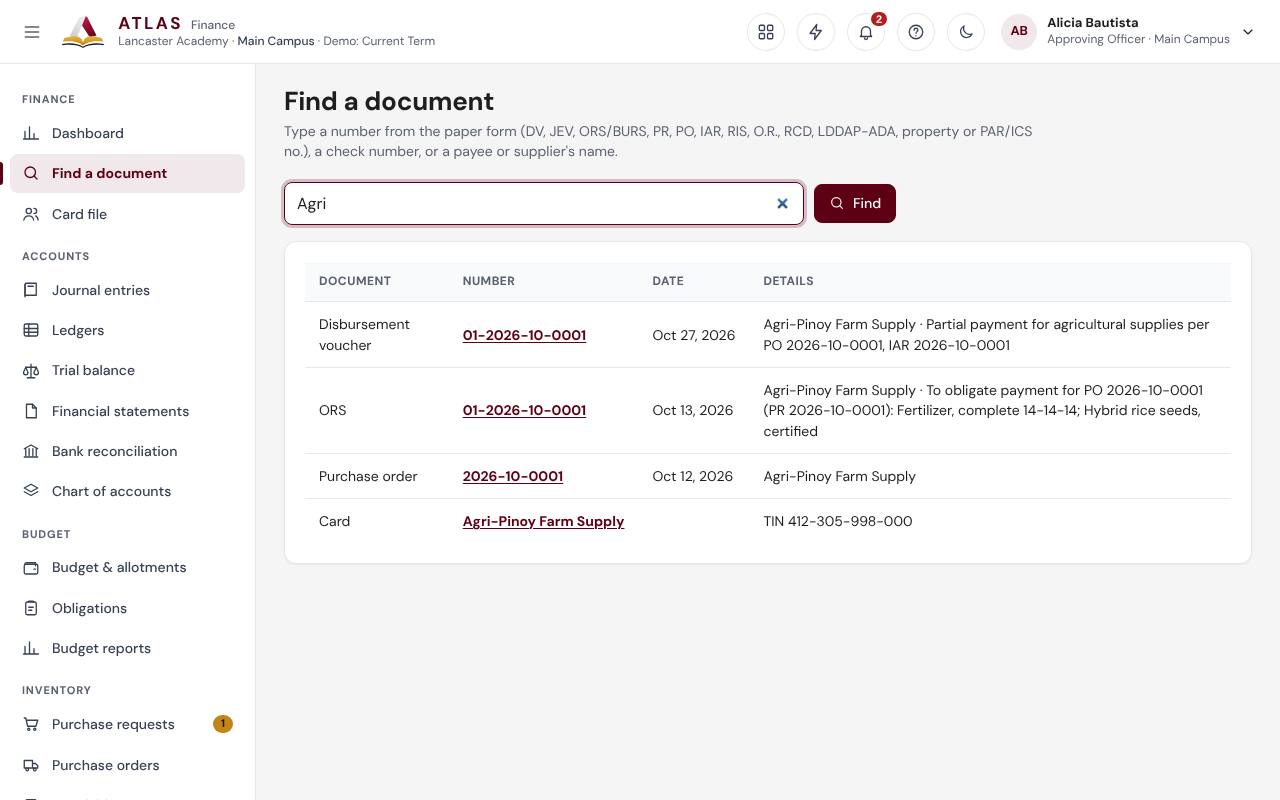 ATLAS Finance
Lancaster Academy · Main Campus · Demo: Current Term
2
AB
Alicia Bautista
Approving Officer · Main Campus
FINANCE
Dashboard
Find a document
Card file
ACCOUNTS
Journal entries
Ledgers
Trial balance
Financial statements
Bank reconciliation
Chart of accounts
BUDGET
Budget & allotments
Obligations
Budget reports
INVENTORY
Purchase requests 1
Purchase orders
Find a document
Type a number from the paper form (DV, JEV, ORS/BURS, PR, PO, IAR, RIS, O.R., RCD, LDDAP-ADA, property or PAR/ICS
no.), a check number, or a payee or supplier's name.
Agri
Find
DOCUMENT NUMBER DATE DETAILS
Disbursement
voucher
01-2026-10-0001
Oct 27, 2026
Agri-Pinoy Farm Supply · Partial payment for agricultural supplies per
PO 2026-10-0001, IAR 2026-10-0001
ORS
01-2026-10-0001
Oct 13, 2026
Agri-Pinoy Farm Supply · To obligate payment for PO 2026-10-0001
(PR 2026-10-0001): Fertilizer, complete 14-14-14; Hybrid rice seeds,
certified
Purchase order 2026-10-0001 Oct 12, 2026 Agri-Pinoy Farm Supply
Card Agri-Pinoy Farm Supply TIN 412-305-998-000